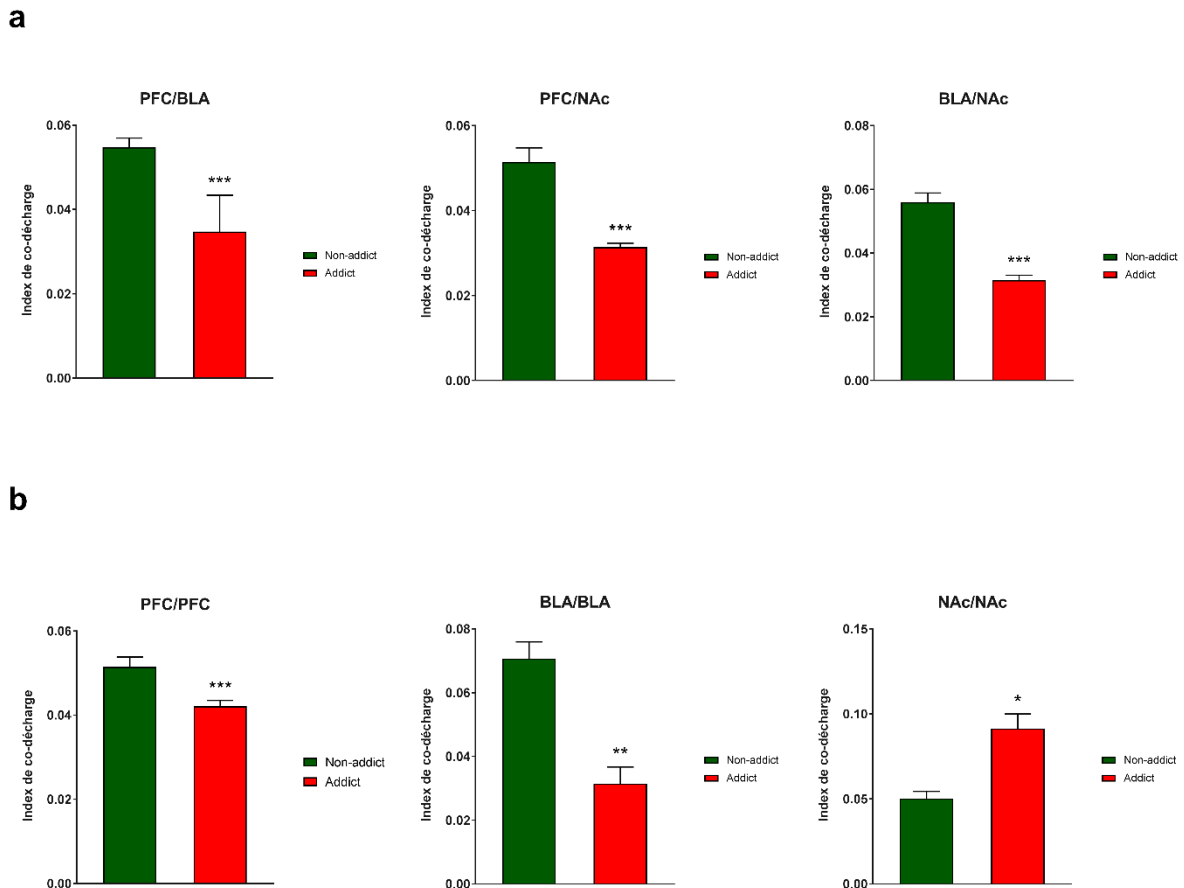 a
PFC/BLA
0.06
0.04
0.02
0.00
Index de co-décharge
***
Non-addict
Addict
PFC/NAc
0.06
0.04
0.02
0.00
Index de co-décharge
***
Non-addict
Addict
BLA/NAc
0.08
0.06
0.04
0.02
0.00
Index de co-décharge
***
Non-addict
Addict
b
PFC/PFC
0.06
0.04
0.02
0.00
Index de co-décharge
***
Non-addict
Addict
BLA/BLA
0.08
0.06
0.04
0.02
0.00
Index de co-décharge
**
Non-addict
Addict
NAc/NAc
0.15
0.10
0.05
0.00
Index de co-décharge
*
Non-addict
Addict